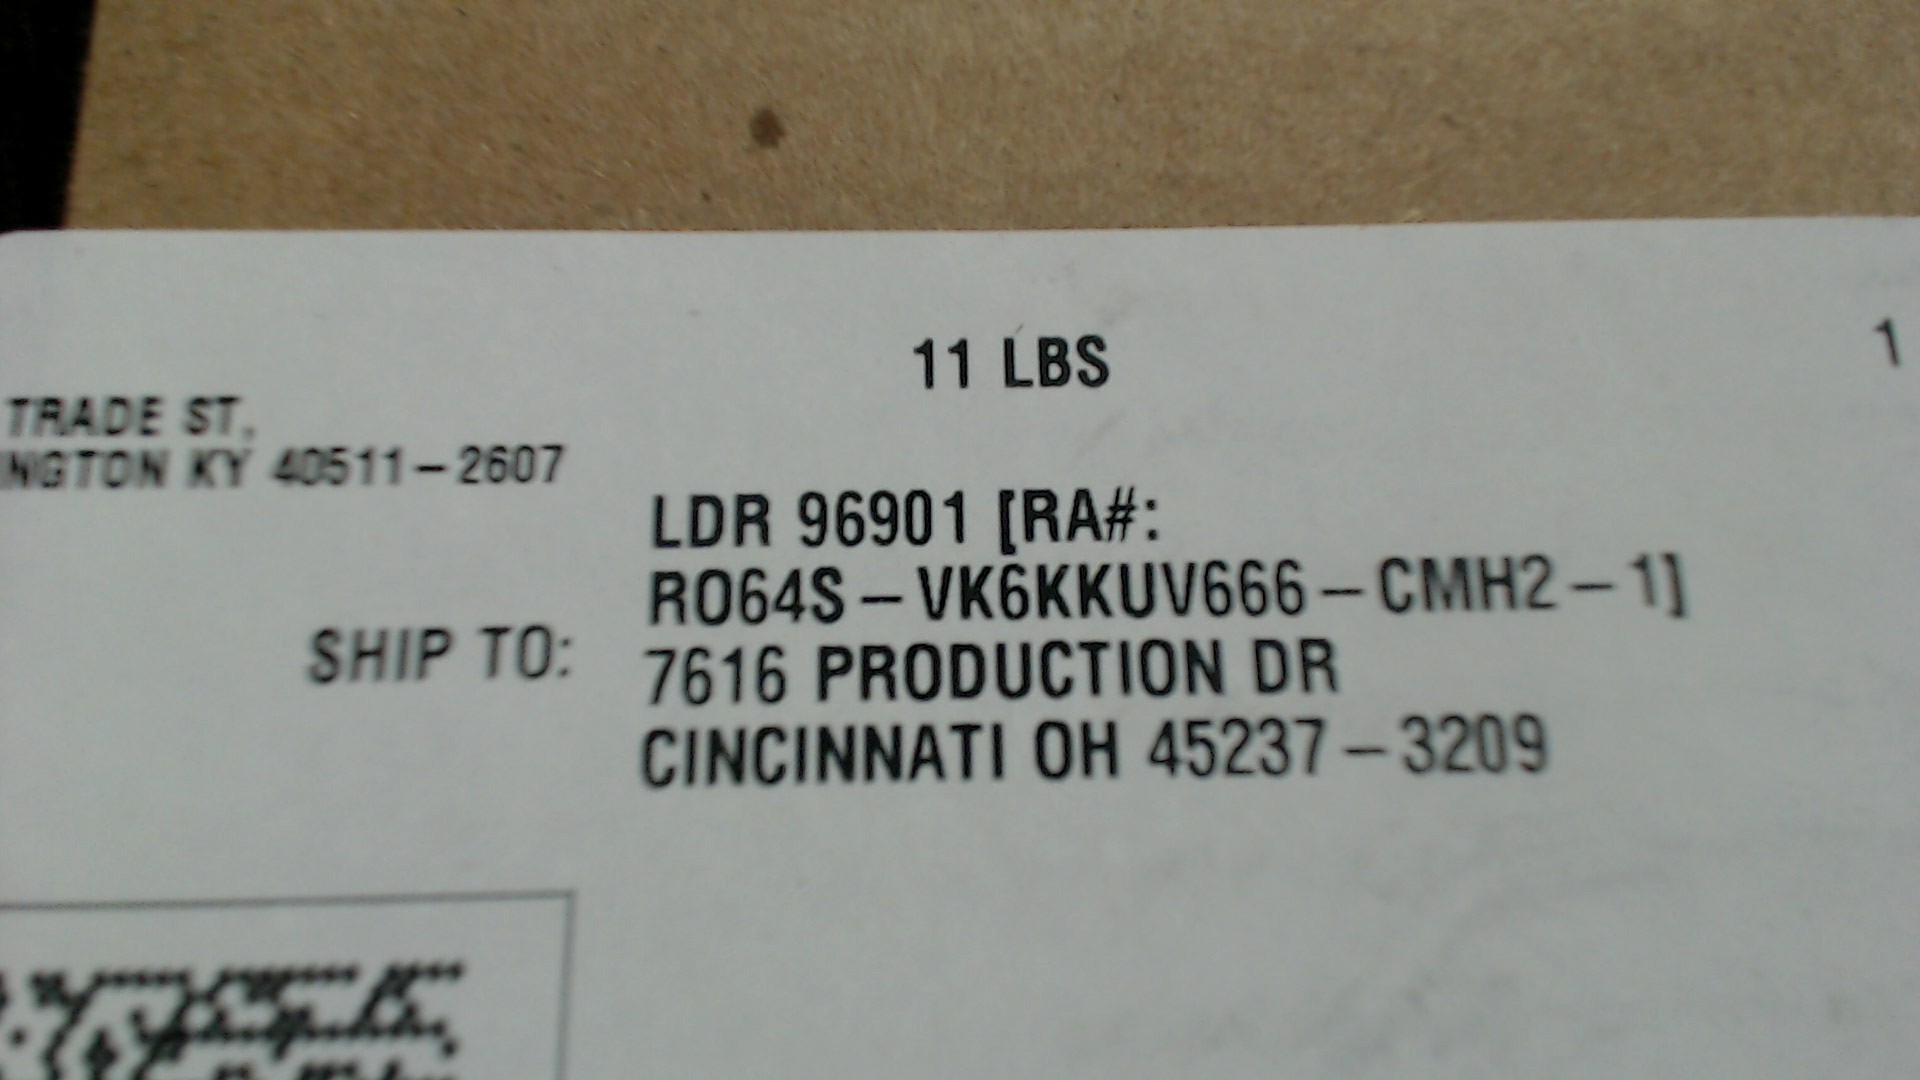 11 LBS
1
TRADE ST,
INGTON KY 40511-2607
LDR 96901 [RA#:
RO64S-VK6KKUV666-CMH2-1]
SHIP TO:
7616 PRODUCTION DR
CINCINNATI OH 45237-3209